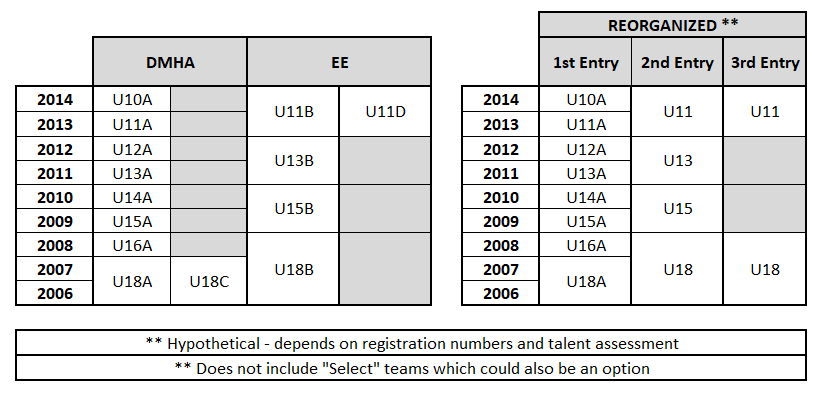 REORGANIZED **
DMHA EE 1st Entry 2nd Entry 3rd Entry
2014 U10A U11B U11D 2014 U10A U11 U11
2013 U11A 2013 U11A
2012 U12A U13B 2012 U12A U13
2011 U13A 2011 U13A
2010 U14A U15B 2010 U14A U15
2009 U15A 2009 U15A
2008 U16A U18B 2008 U16A U18 U18
2007 U18A U18C 2007 U18A
2006 2006
** Hypothetical - depends on registration numbers and talent assessment
** Does not include "Select" teams which could also be an option